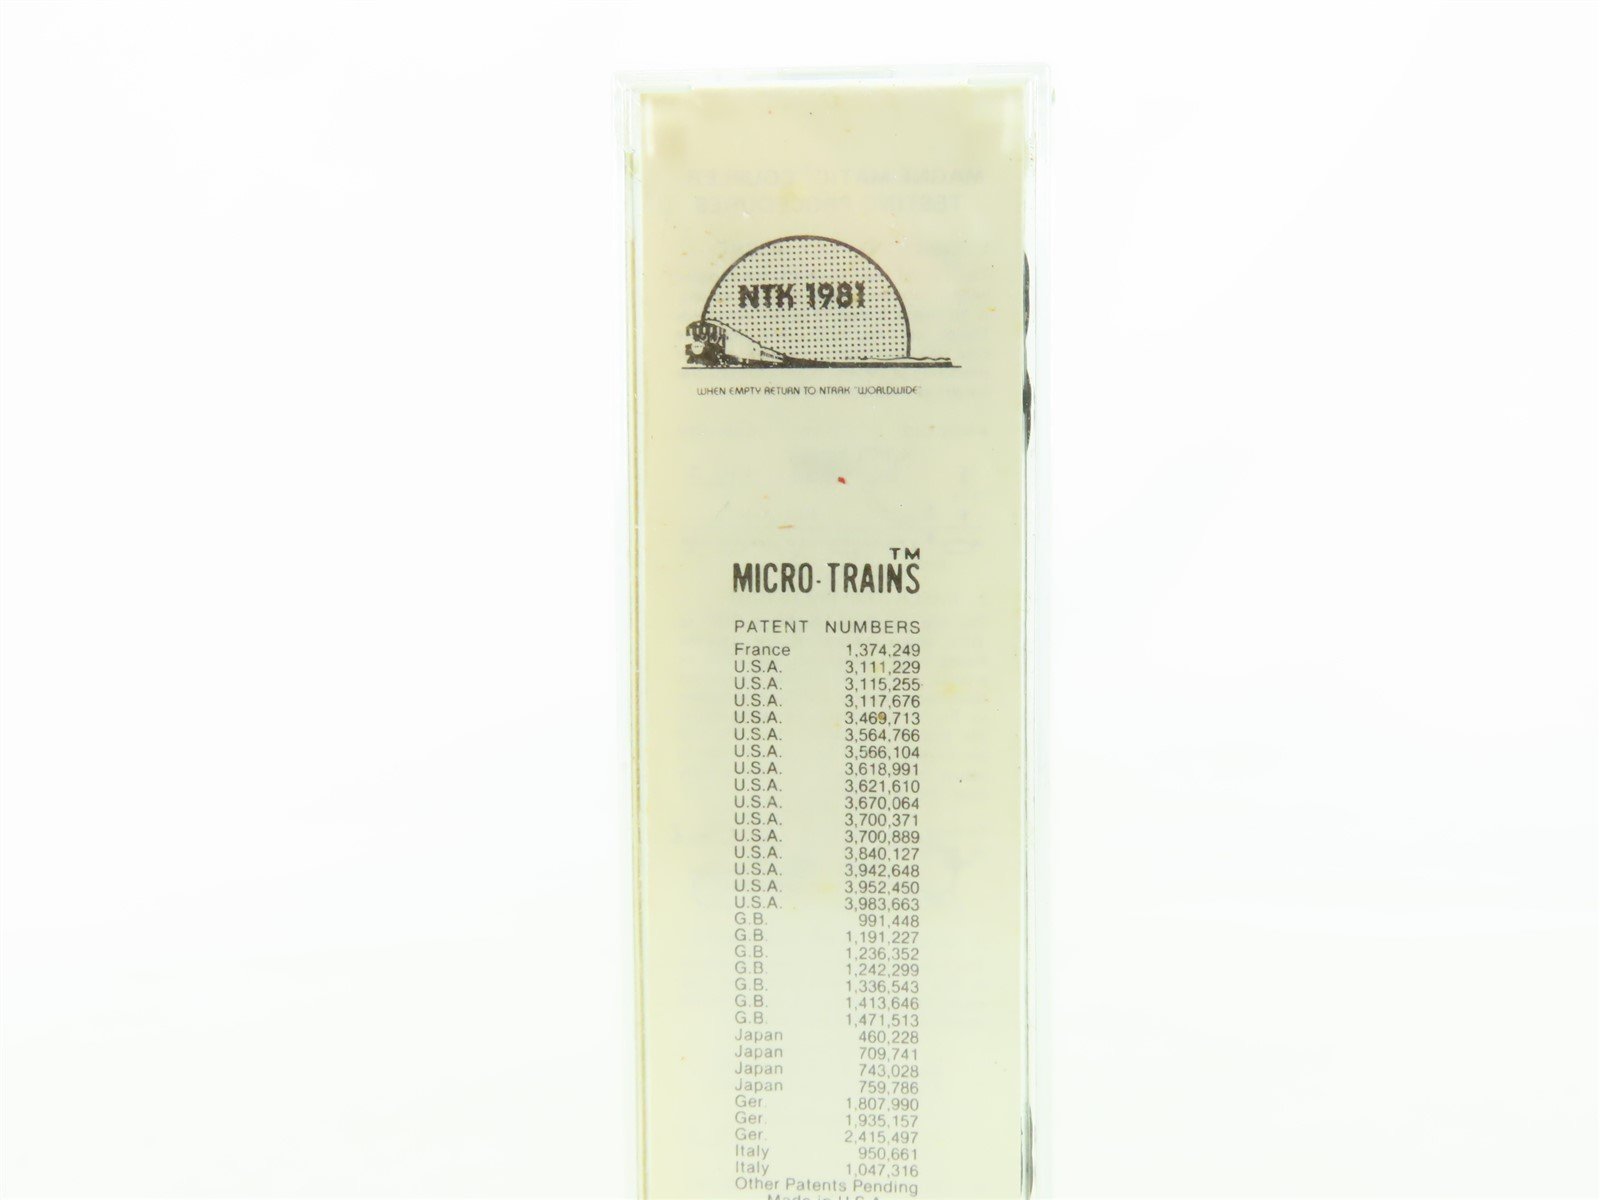 NTK 1981
WHEN EMPTY RETURN TO NTRAK "WORLDWIDE"
TM
MICRO-TRAINS
PATENT NUMBERS
France 1,374,249
U.S.A. 3,111,229
U.S.A. 3,115,255
U.S.A. 3,117,676
U.S.A. 3,469,713
U.S.A. 3,564,766
U.S.A. 3,566,104
U.S.A. 3,618,991
U.S.A. 3,621,610
U.S.A. 3,670,064
U.S.A. 3,700,371
U.S.A. 3,700,889
U.S.A. 3,840,127
U.S.A. 3,942,648
U.S.A. 3,952,450
U.S.A. 3,983,663
G.B. 991,448
G.B. 1,191,227
G.B. 1,236,352
G.B. 1,242,299
G.B. 1,336,543
G.B. 1,413,646
G.B. 1,471,513
Japan 460,228
Japan 709,741
Japan 743,028
Japan 759,786
Ger. 1,807,990
Ger. 1,935,157
Ger. 2,415,497
Italy 950,661
Italy 1,047,316
Other Patents Pending
Made in U.S.A.